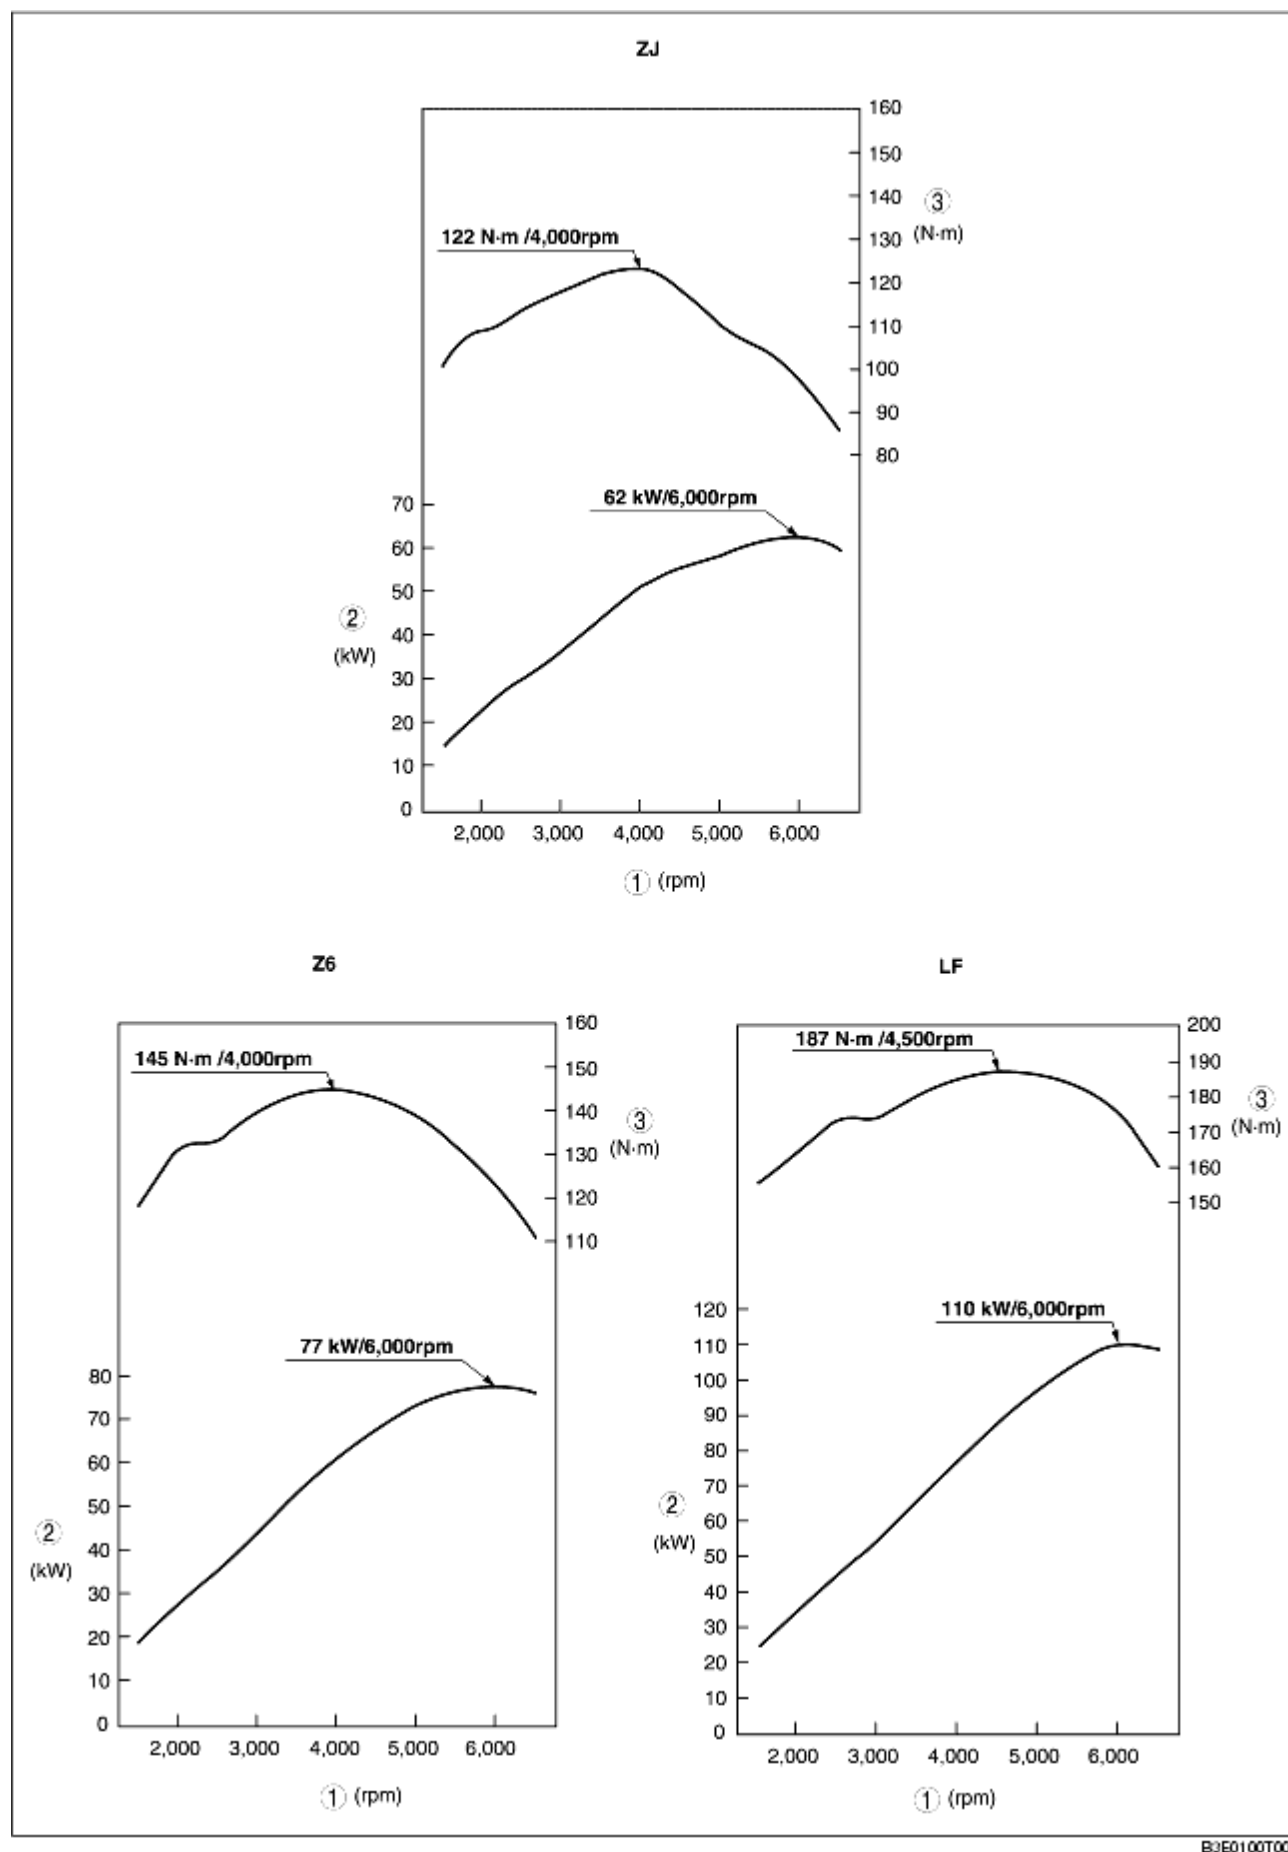 ZJ
160
150
140
③
130
(N·m)
122 N·m /4,000rpm
120
110
100
90
80
62 kW/6,000rpm
70
60
50
②
40
(kW)
30
20
10
0
2,000 3,000 4,000 5,000 6,000
① (rpm)
Z6
160
145 N·m /4,000rpm
150
140
③
130
(N·m)
120
110
77 kW/6,000rpm
80
70
60
50
②
40
(kW)
30
20
10
0
2,000 3,000 4,000 5,000 6,000
① (rpm)
LF
200
187 N·m /4,500rpm
190
180
③
170
(N·m)
160
150
110 kW/6,000rpm
120
110
100
90
80
70
②
60
(kW)
50
40
30
20
10
0
2,000 3,000 4,000 5,000 6,000
① (rpm)
B3E0100T00